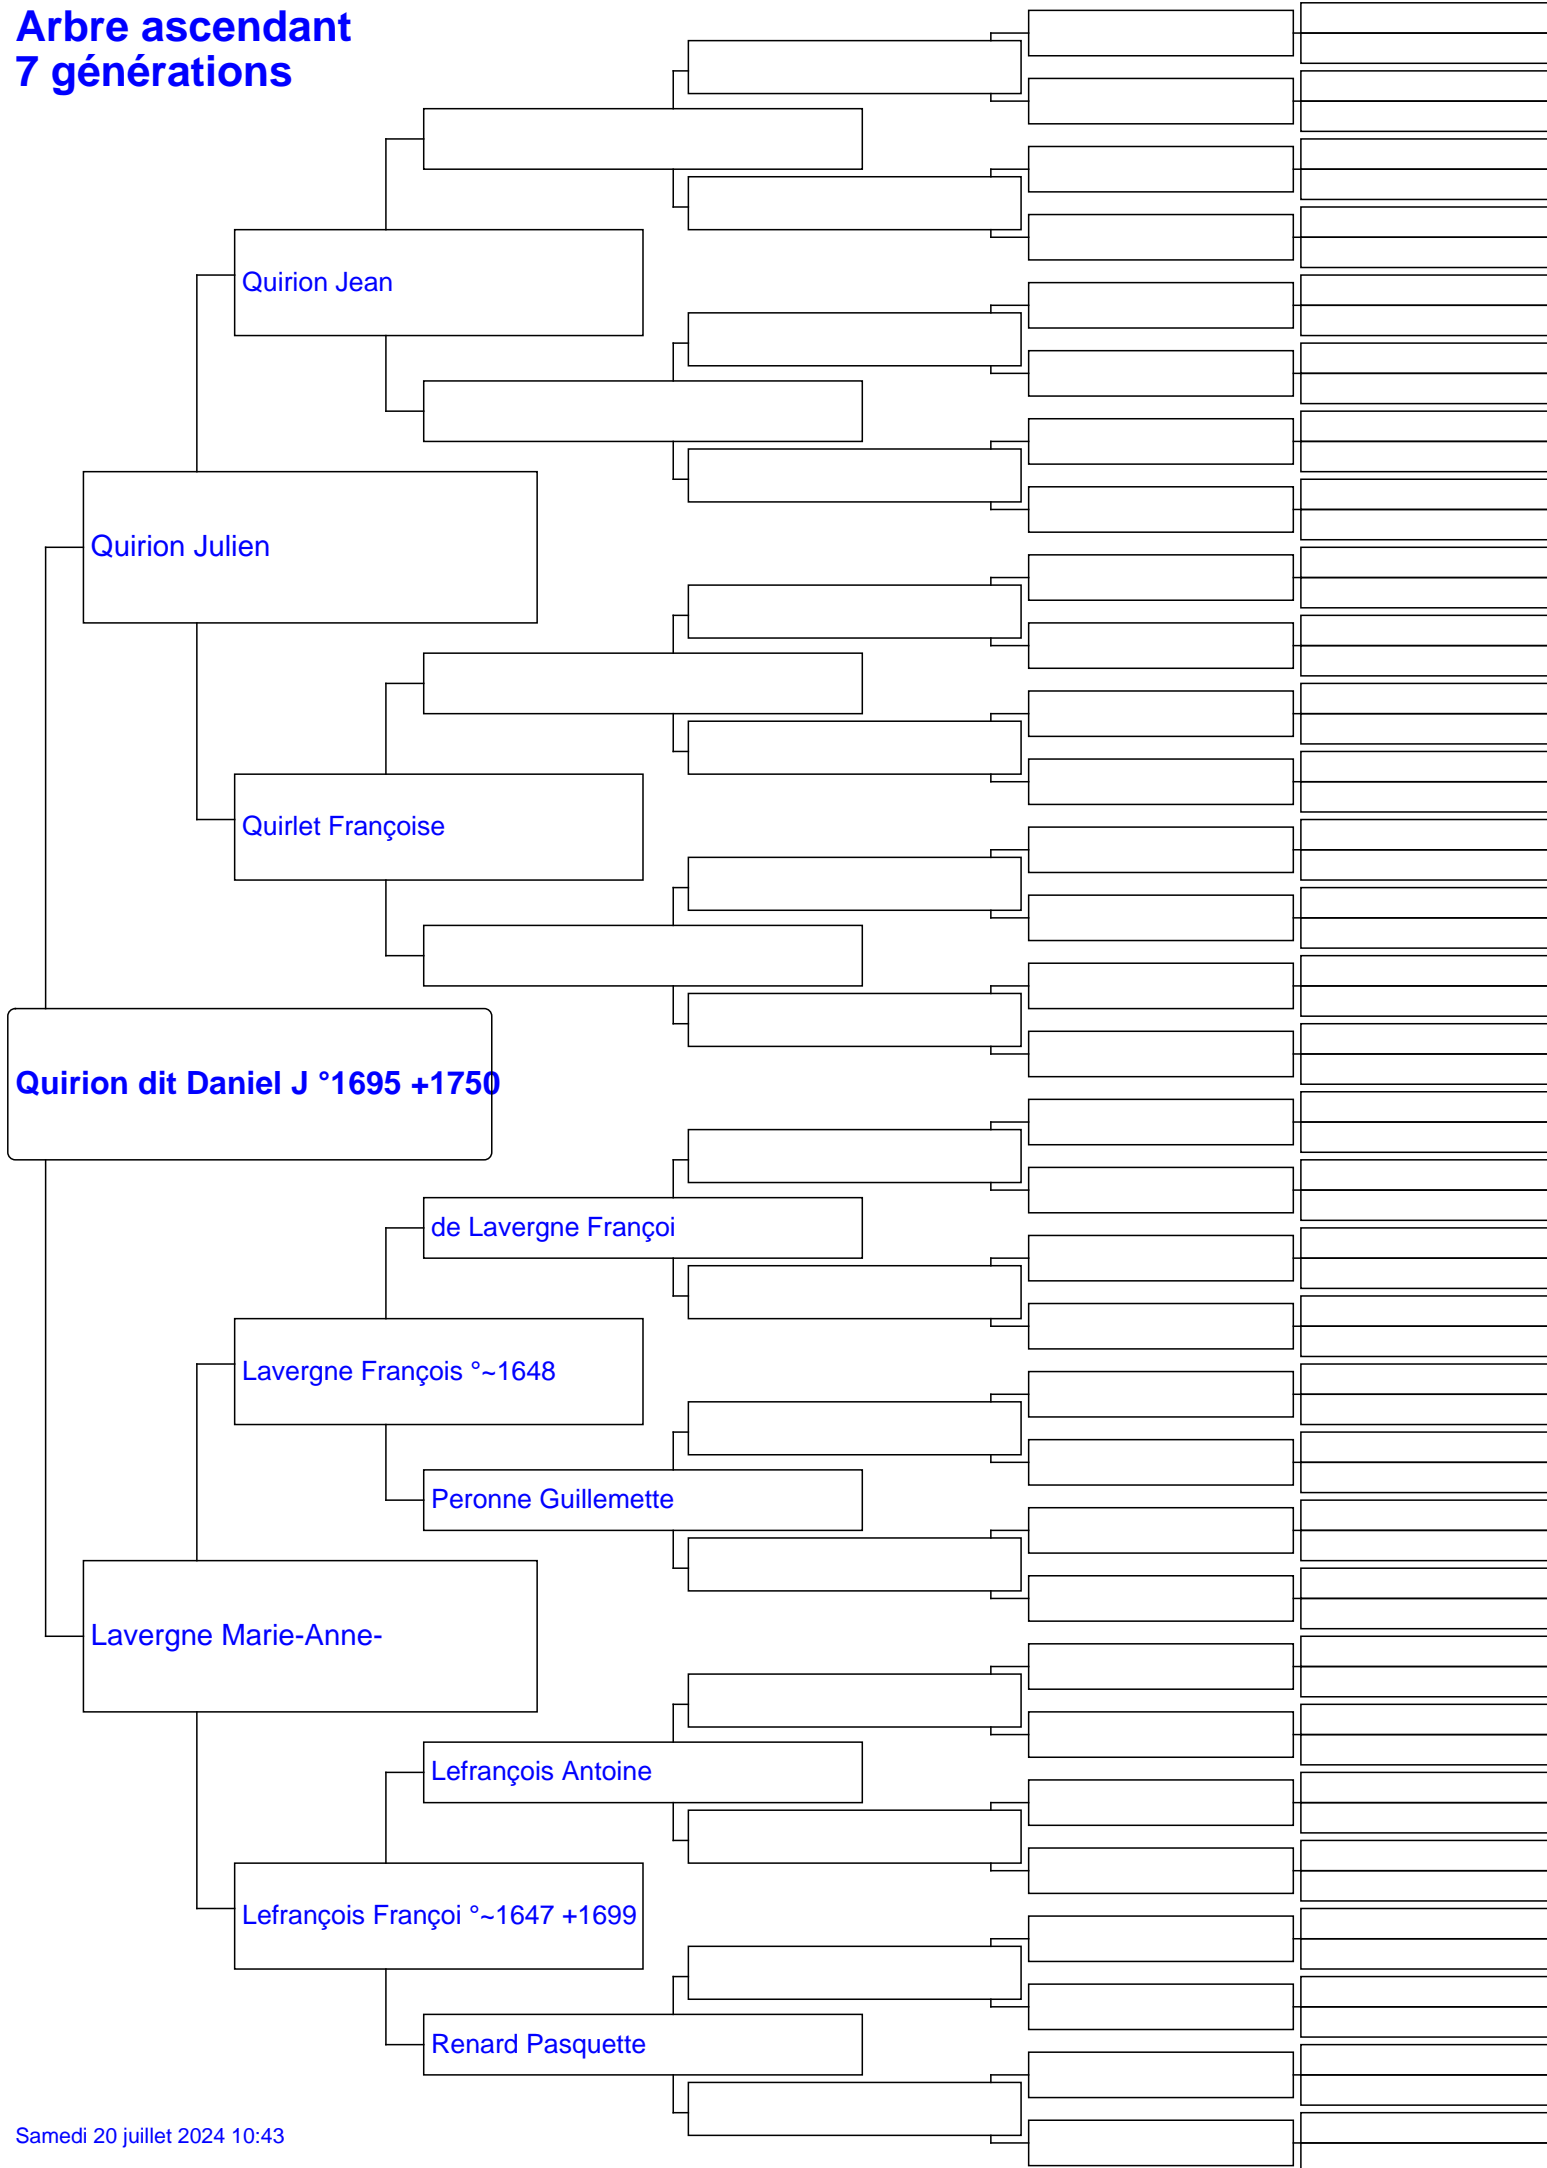 Arbre ascendant
7 générations
Quirion Jean
Quirion Julien
Quirlet Françoise
Quirion dit Daniel J °1695 +1750
de Lavergne Françoi
Lavergne François °~1648
Peronne Guillemette
Lavergne Marie-Anne-
Lefrançois Antoine
Lefrançois Françoi °~1647 +1699
Renard Pasquette
Samedi 20 juillet 2024 10:43